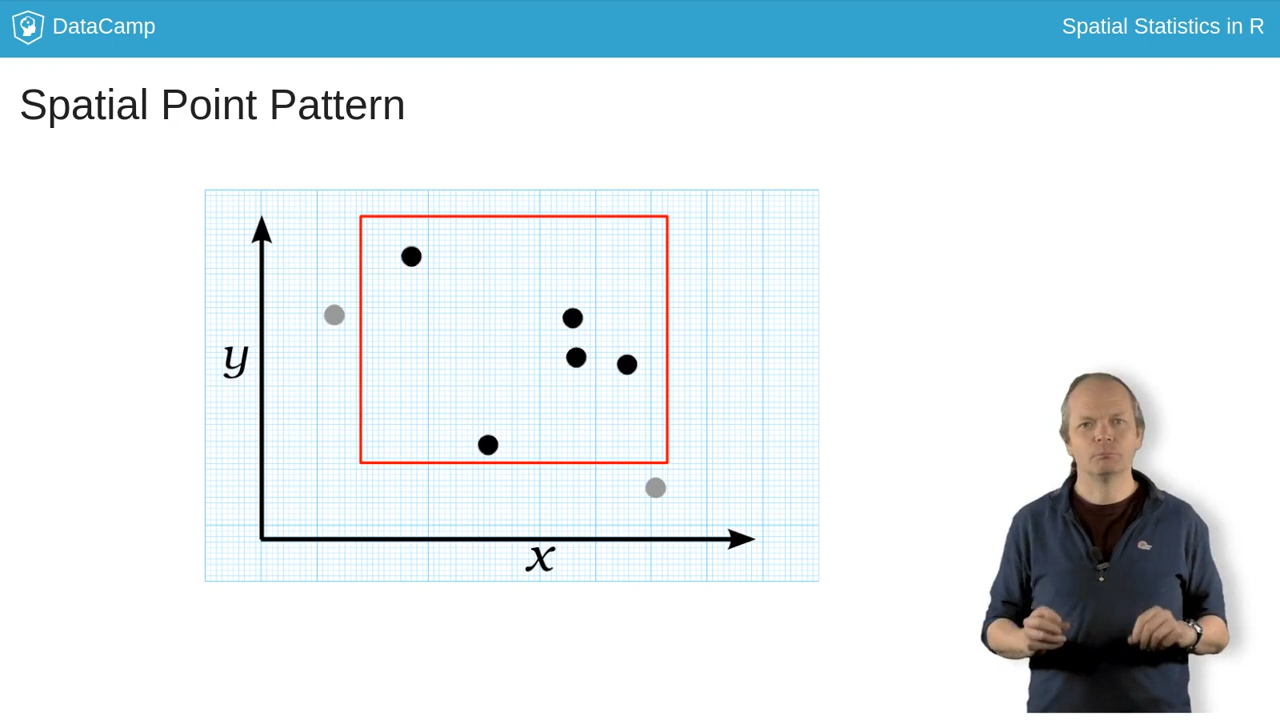 DataCamp
Spatial Statistics in R
Spatial Point Pattern
y
x